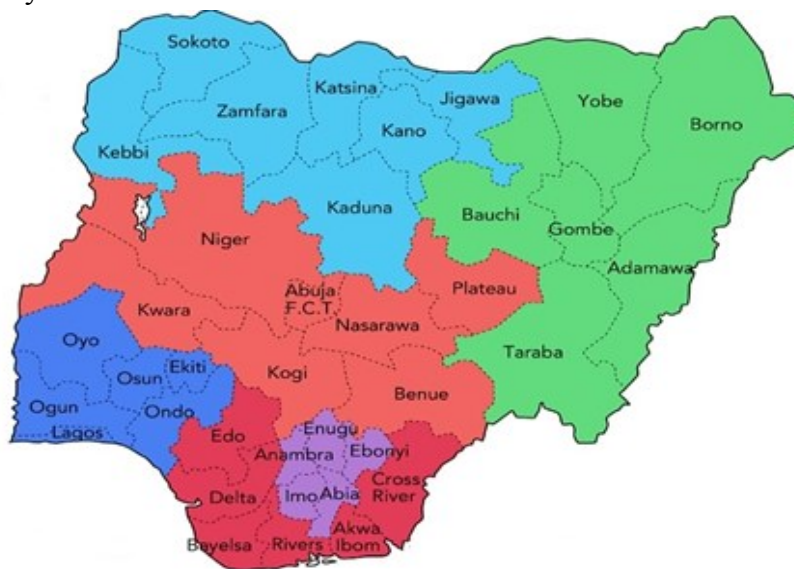 Sokoto
Katsina
Jigawa
Yobe
Borno
Zamfara
Kano
Kebbi
Kaduna
Bauchi
Gombe
Niger
Adamawa
Abuja
F.C.T.
Plateau
Kwara
Nasarawa
Oyo
Taraba
Ekiti
Osun
Kogi
Benue
Ogun
Ondo
Lagos
Edo
Enugu
Anambra
Ebonyi
Cross
River
Delta
Imo
Abia
Akwa
Ibom
Bayelsa
Rivers